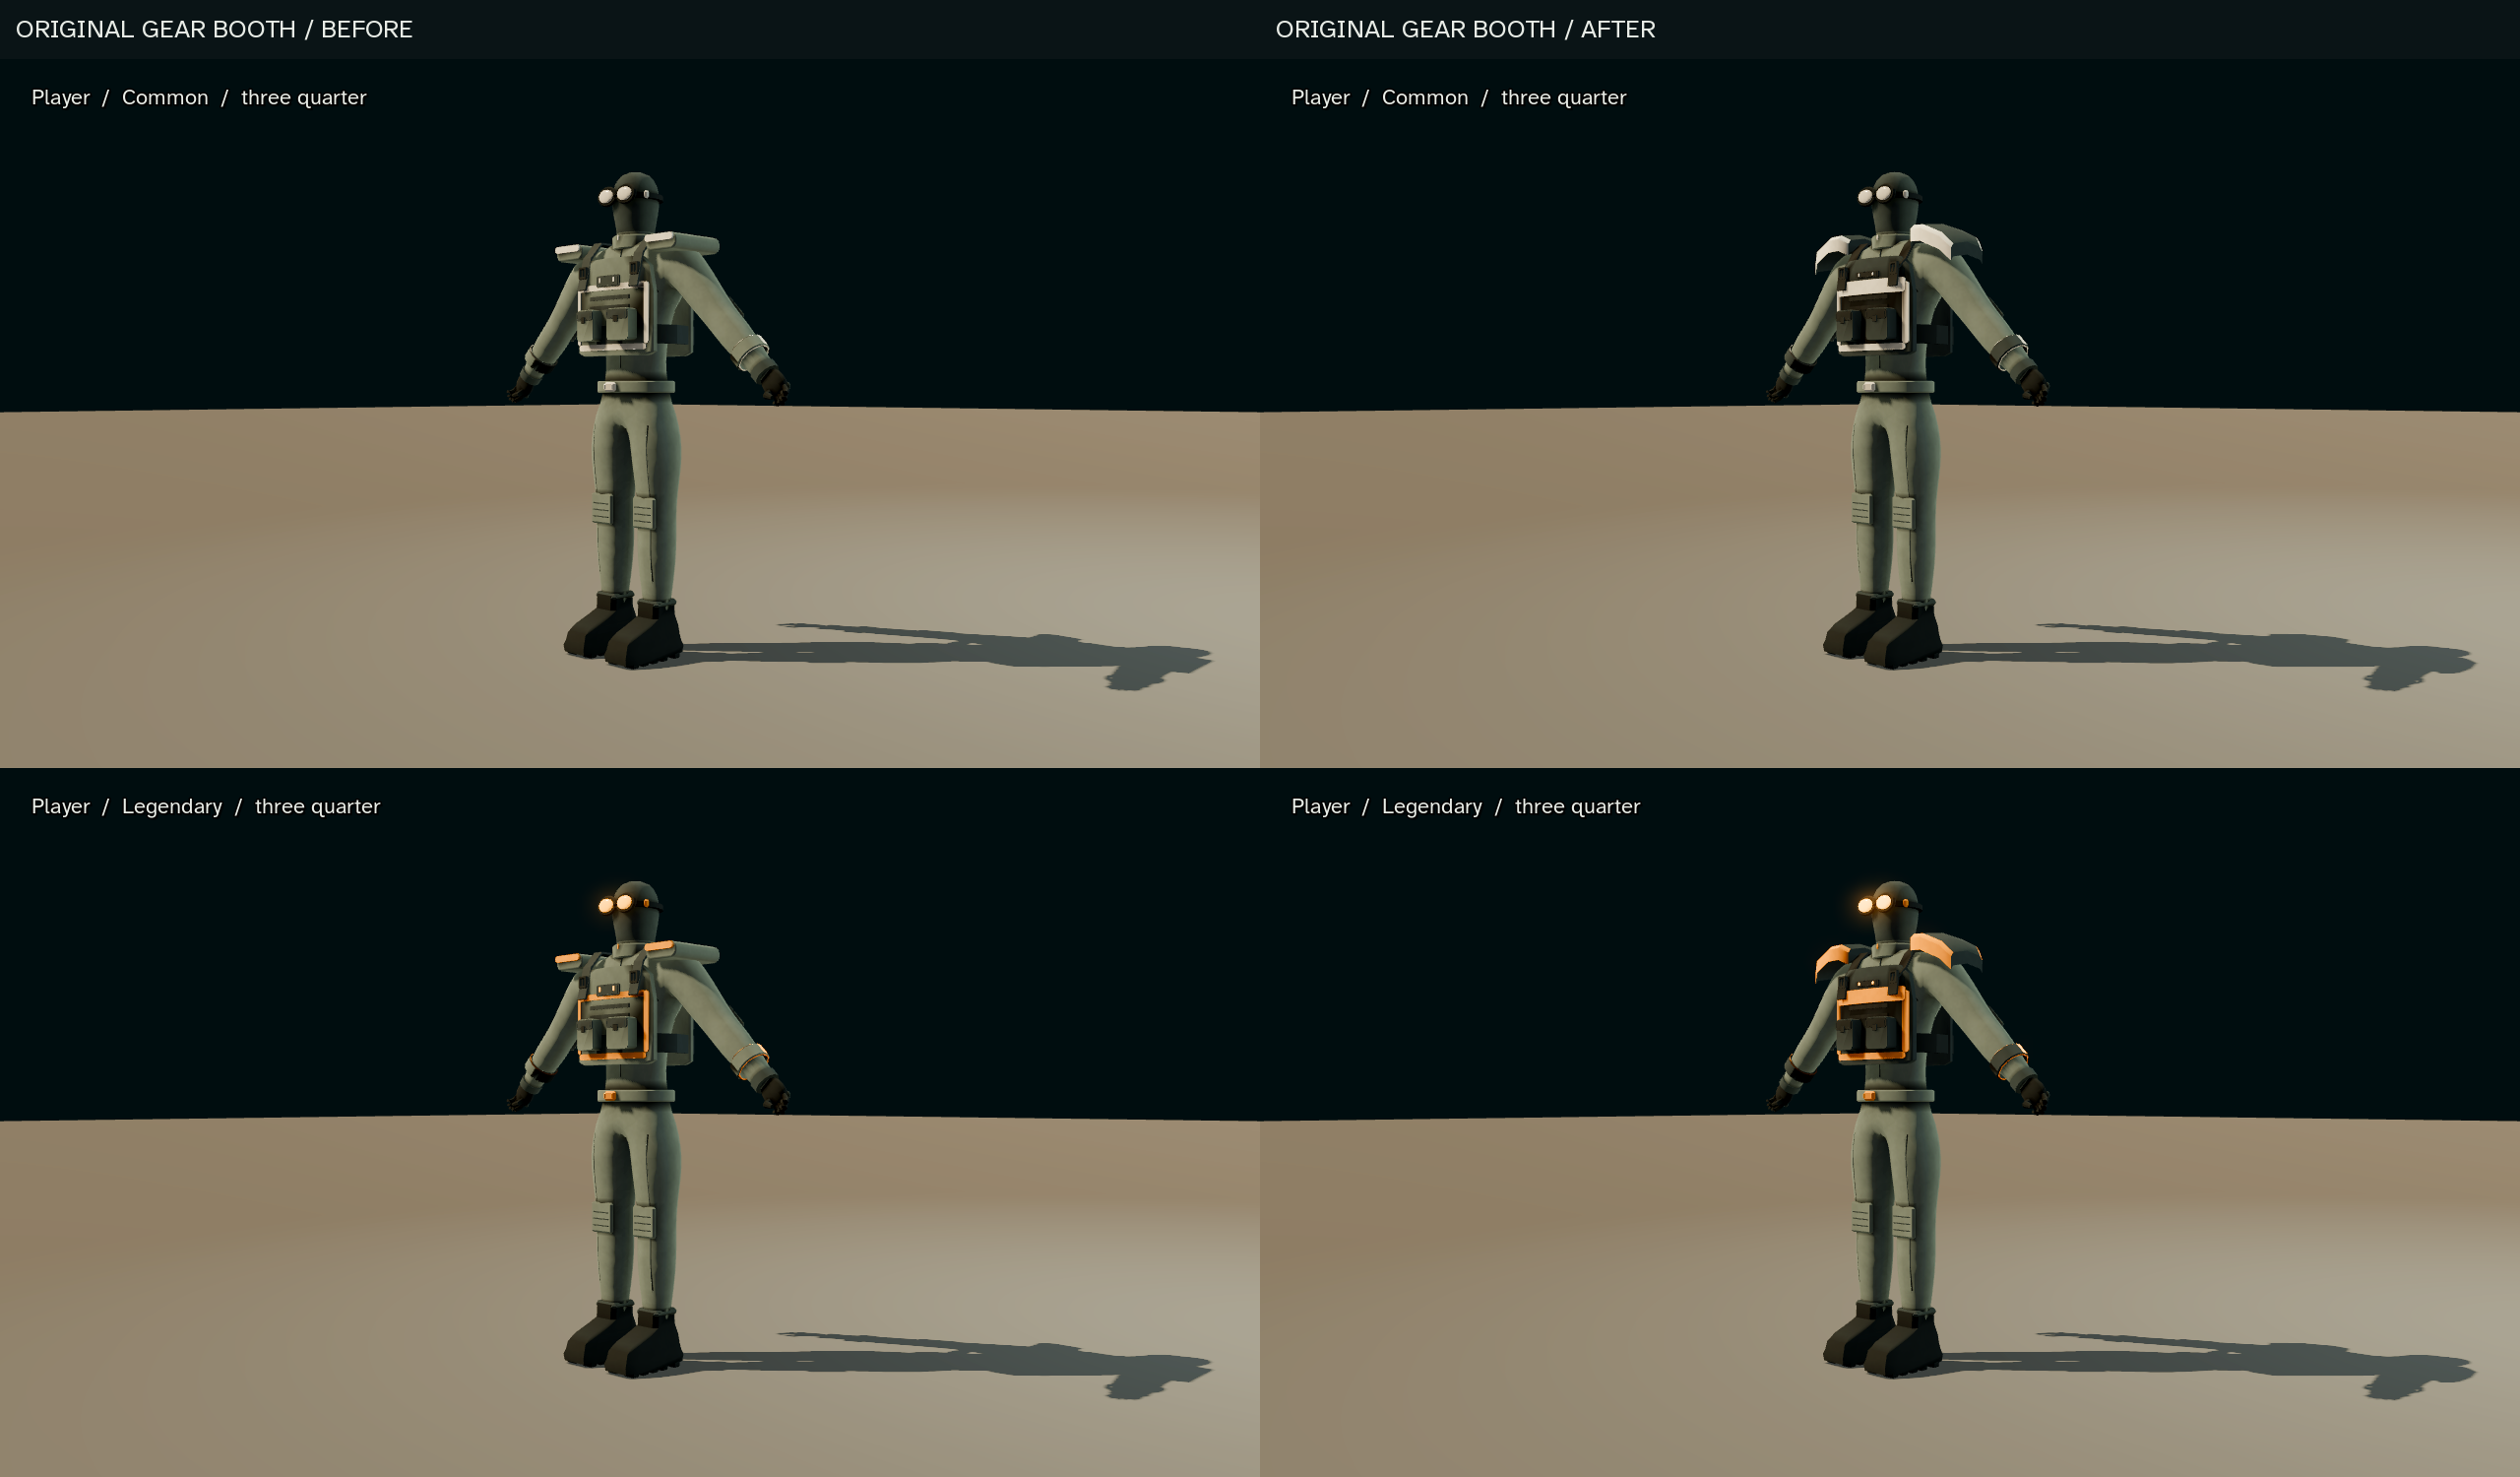 ORIGINAL GEAR BOOTH / BEFORE
ORIGINAL GEAR BOOTH / AFTER
Player / Common / three quarter
Player / Common / three quarter
Player / Legendary / three quarter
Player / Legendary / three quarter